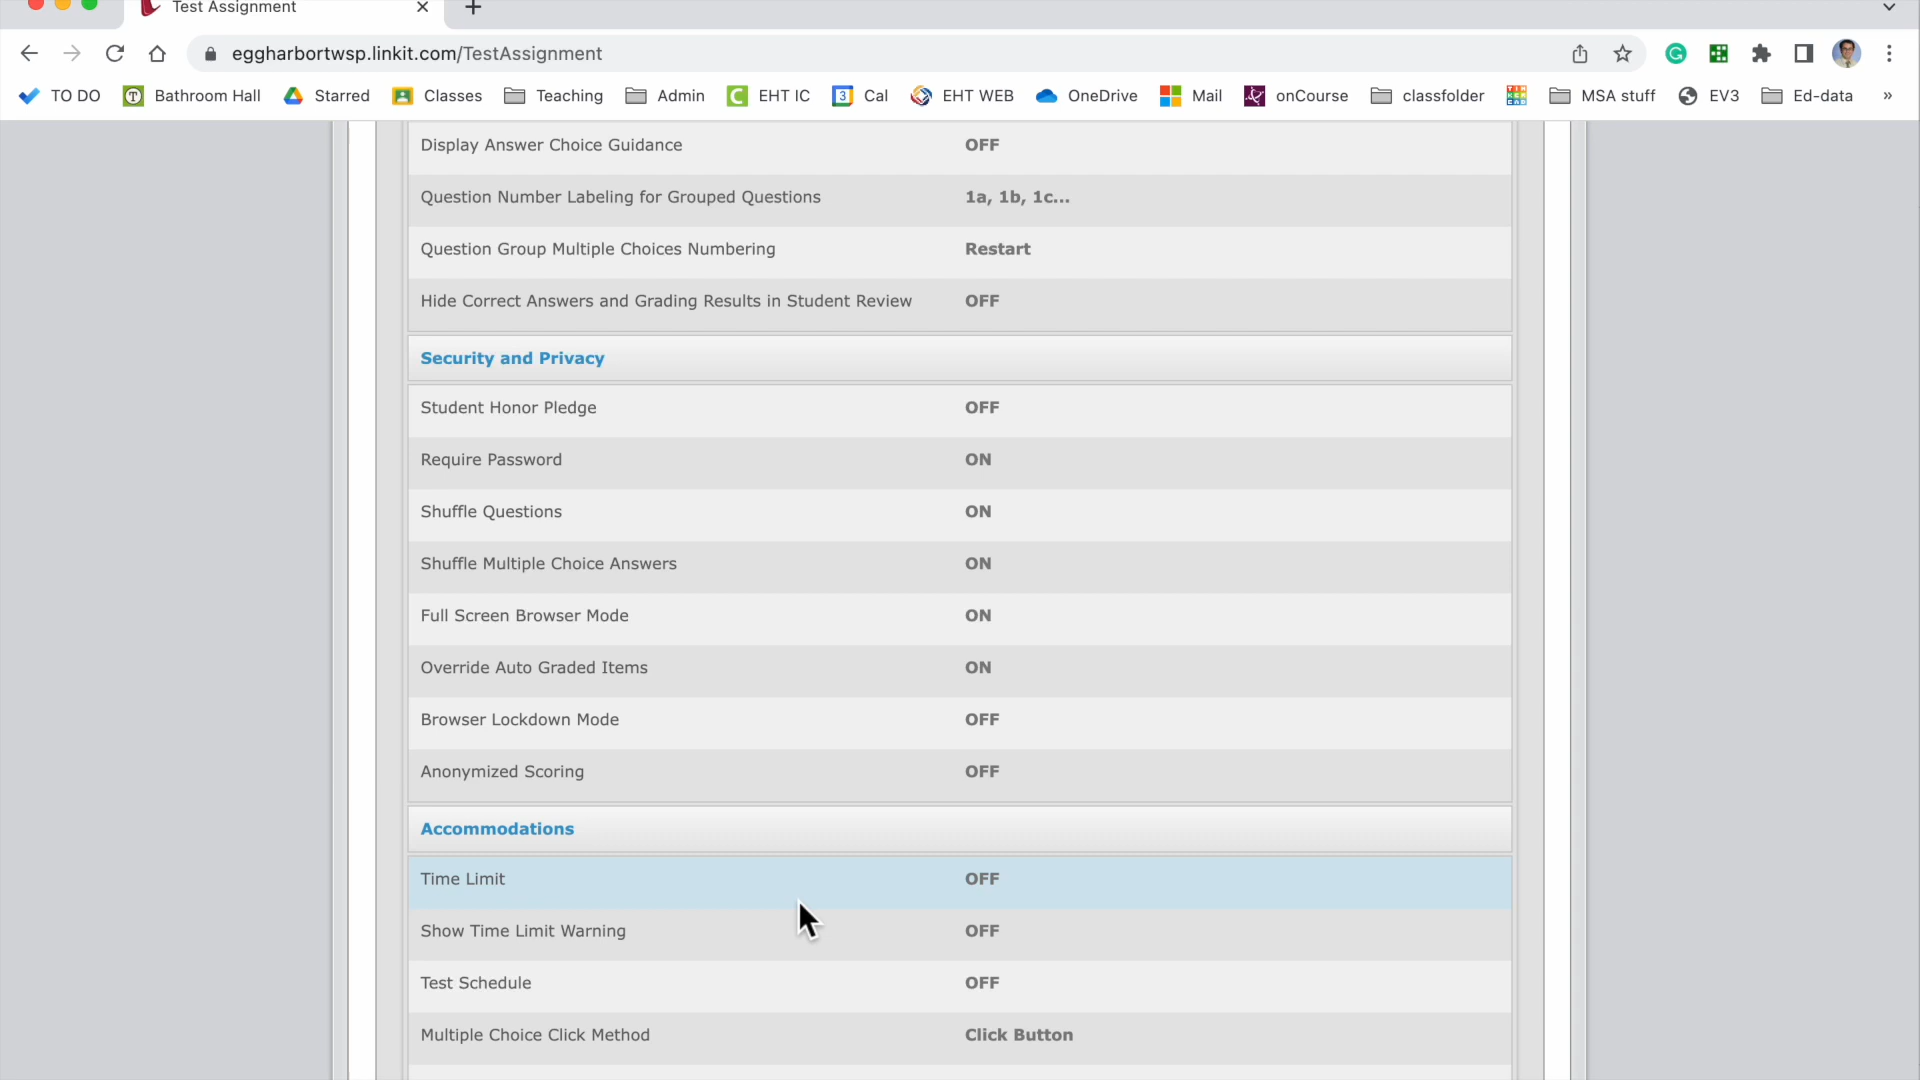 Test Assignment
eggharbortwsp.linkit.com/TestAssignment
TO DO Bathroom Hall Starred Classes Teaching Admin EHT IC Cal EHT WEB OneDrive Mail onCourse classfolder MSA stuff EV3 Ed-data »
Display Answer Choice Guidance OFF
Question Number Labeling for Grouped Questions 1a, 1b, 1c...
Question Group Multiple Choices Numbering Restart
Hide Correct Answers and Grading Results in Student Review OFF
Security and Privacy
Student Honor Pledge OFF
Require Password ON
Shuffle Questions ON
Shuffle Multiple Choice Answers ON
Full Screen Browser Mode ON
Override Auto Graded Items ON
Browser Lockdown Mode OFF
Anonymized Scoring OFF
Accommodations
Time Limit OFF
Show Time Limit Warning OFF
Test Schedule OFF
Multiple Choice Click Method Click Button